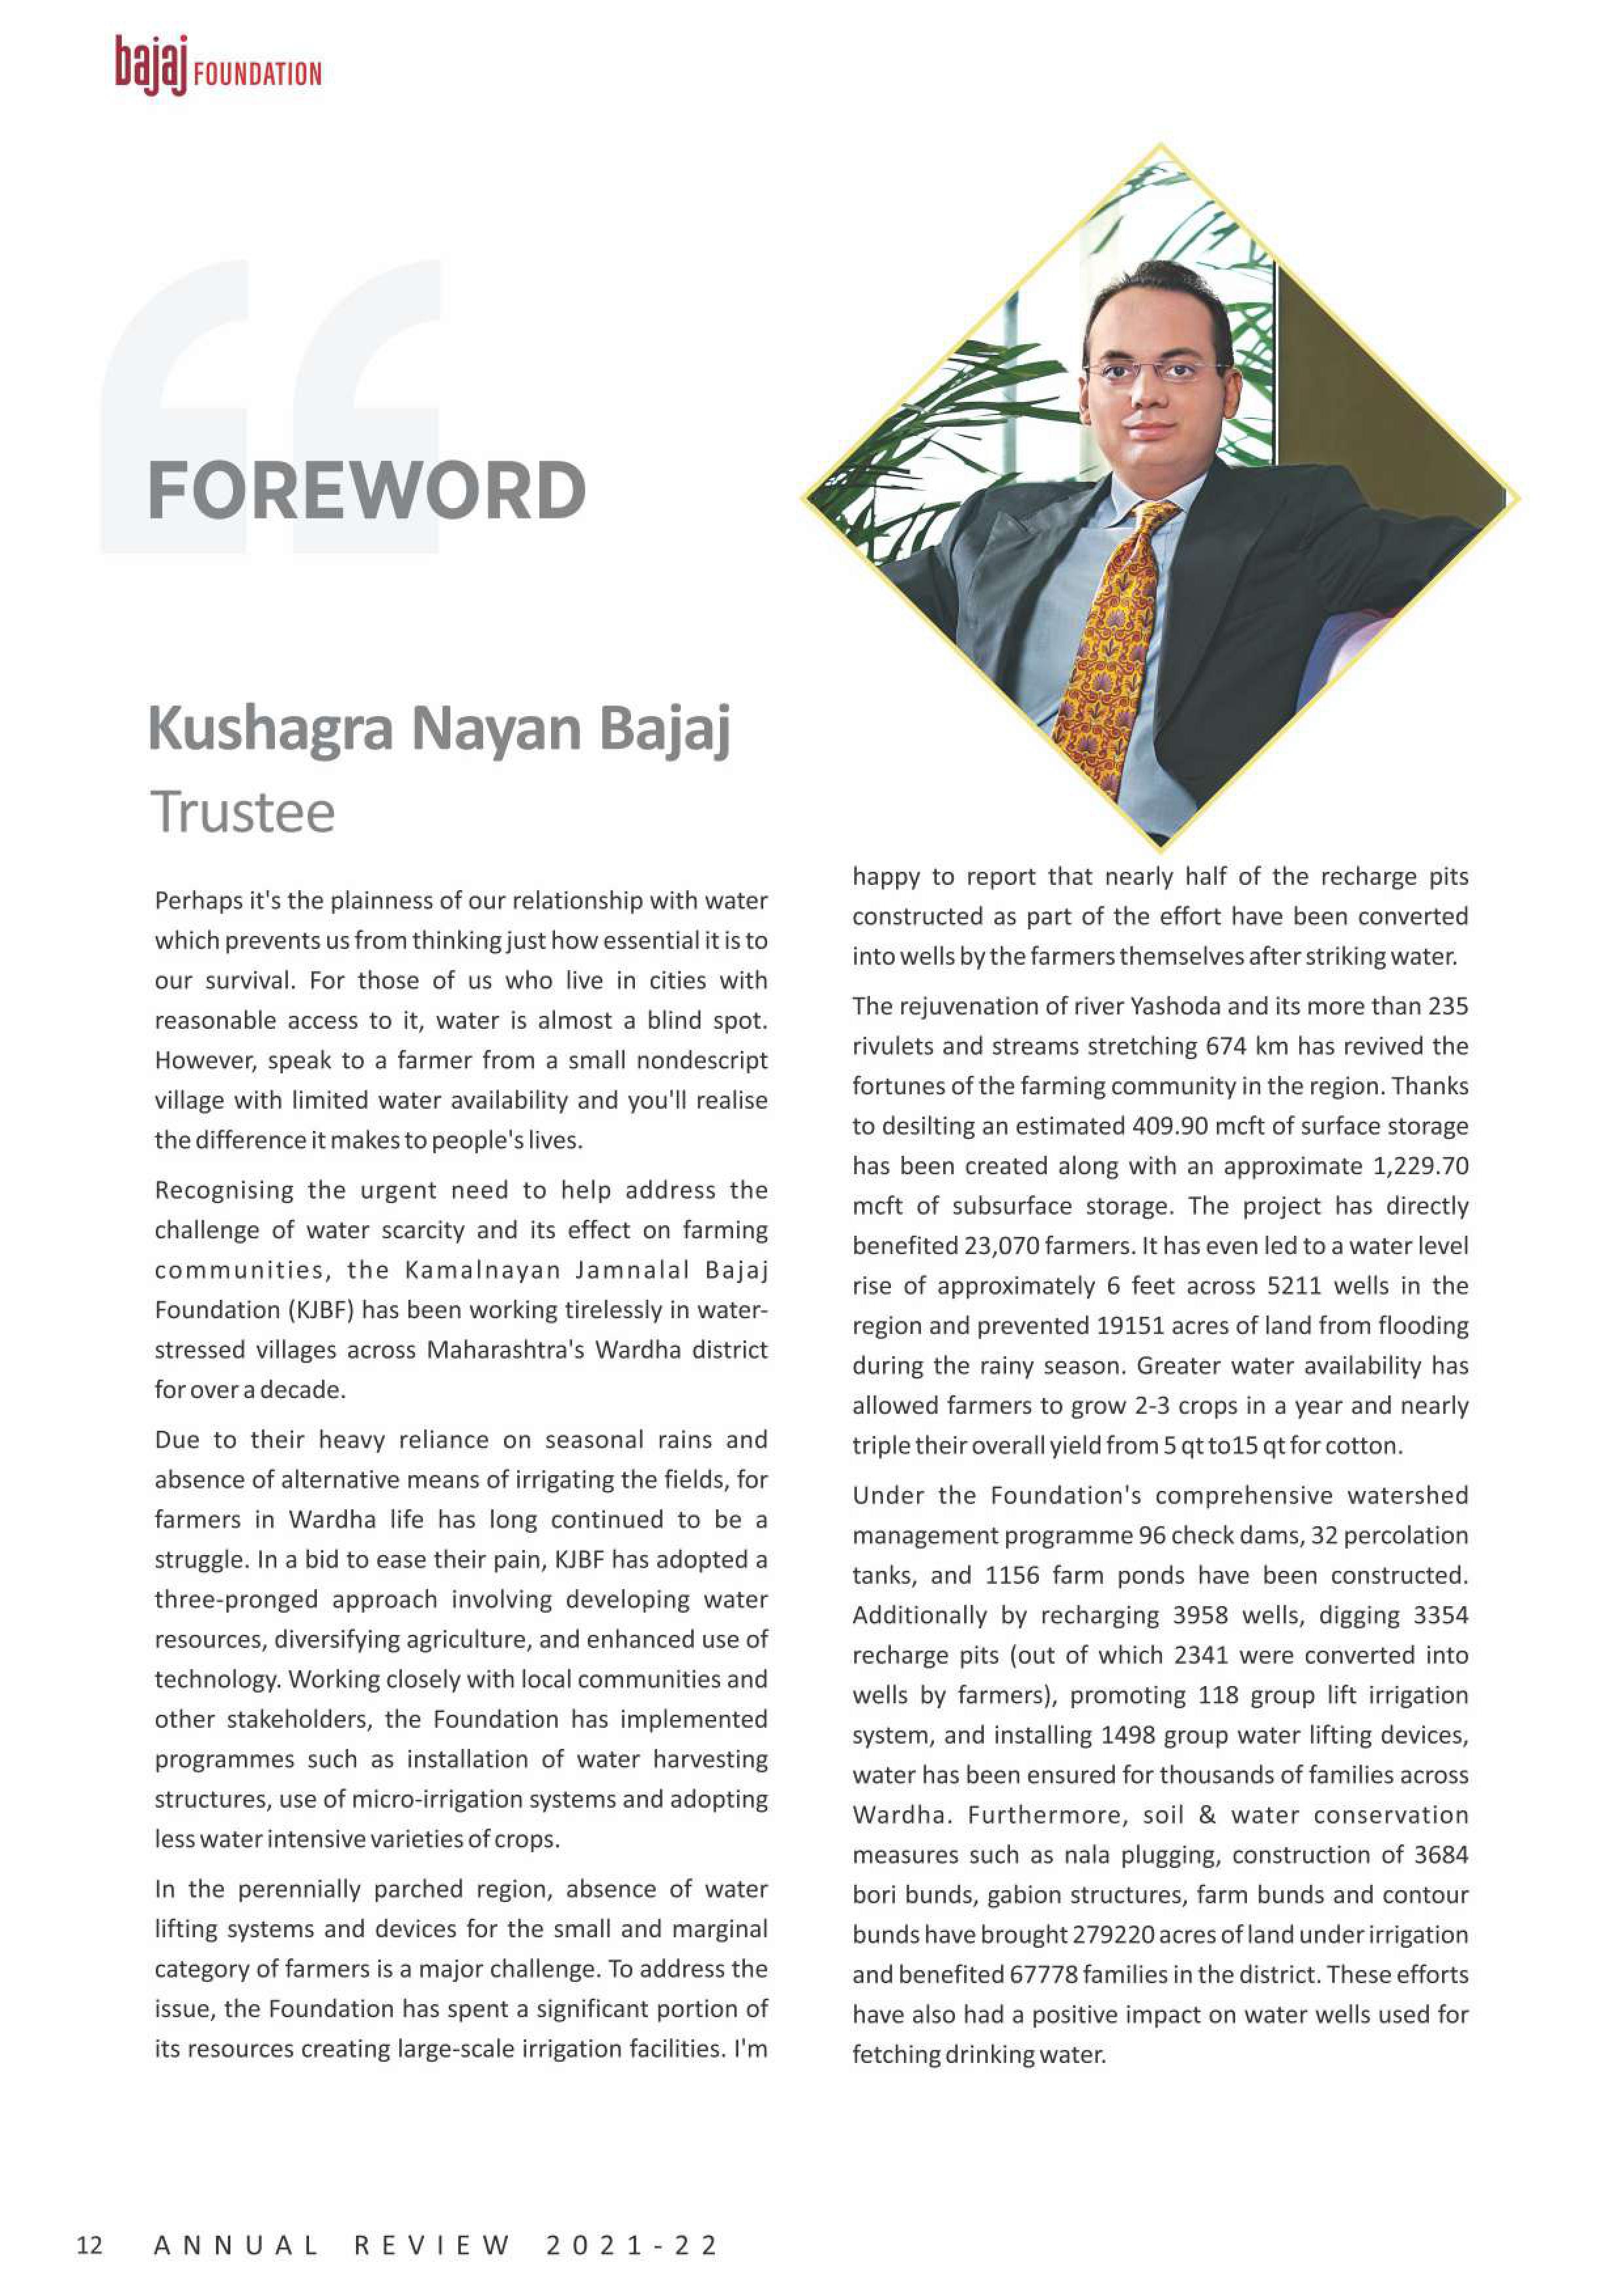 bajaj FOUNDATION
FOREWORD
Kushagra Nayan Bajaj
Trustee
Perhaps it's the plainness of our relationship with water
which prevents us from thinking just how essential it is to
our survival. For those of us who live in cities with
reasonable access to it, water is almost a blind spot.
However, speak to a farmer from a small nondescript
village with limited water availability and you'll realise
the difference it makes to people's lives.
Recognising the urgent need to help address the
challenge of water scarcity and its effect on farming
communities, the Kamalnayan Jamnalal Bajaj
Foundation (KJBF) has been working tirelessly in water-
stressed villages across Maharashtra's Wardha district
for over a decade.
Due to their heavy reliance on seasonal rains and
absence of alternative means of irrigating the fields, for
farmers in Wardha life has long continued to be a
struggle. In a bid to ease their pain, KJBF has adopted a
three-pronged approach involving developing water
resources, diversifying agriculture, and enhanced use of
technology. Working closely with local communities and
other stakeholders, the Foundation has implemented
programmes such as installation of water harvesting
structures, use of micro-irrigation systems and adopting
less water intensive varieties of crops.
In the perennially parched region, absence of water
lifting systems and devices for the small and marginal
category of farmers is a major challenge. To address the
issue, the Foundation has spent a significant portion of
its resources creating large-scale irrigation facilities. I'm
happy to report that nearly half of the recharge pits
constructed as part of the effort have been converted
into wells by the farmers themselves after striking water.
The rejuvenation of river Yashoda and its more than 235
rivulets and streams stretching 674 km has revived the
fortunes of the farming community in the region. Thanks
to desilting an estimated 409.90 mcft of surface storage
has been created along with an approximate 1,229.70
mcft of subsurface storage. The project has directly
benefited 23,070 farmers. It has even led to a water level
rise of approximately 6 feet across 5211 wells in the
region and prevented 19151 acres of land from flooding
during the rainy season. Greater water availability has
allowed farmers to grow 2-3 crops in a year and nearly
triple their overall yield from 5 qt to15 qt for cotton.
Under the Foundation's comprehensive watershed
management programme 96 check dams, 32 percolation
tanks, and 1156 farm ponds have been constructed.
Additionally by recharging 3958 wells, digging 3354
recharge pits (out of which 2341 were converted into
wells by farmers), promoting 118 group lift irrigation
system, and installing 1498 group water lifting devices,
water has been ensured for thousands of families across
Wardha. Furthermore, soil & water conservation
measures such as nala plugging, construction of 3684
bori bunds, gabion structures, farm bunds and contour
bunds have brought 279220 acres of land under irrigation
and benefited 67778 families in the district. These efforts
have also had a positive impact on water wells used for
fetching drinking water.
12 ANNUAL REVIEW 2021-22